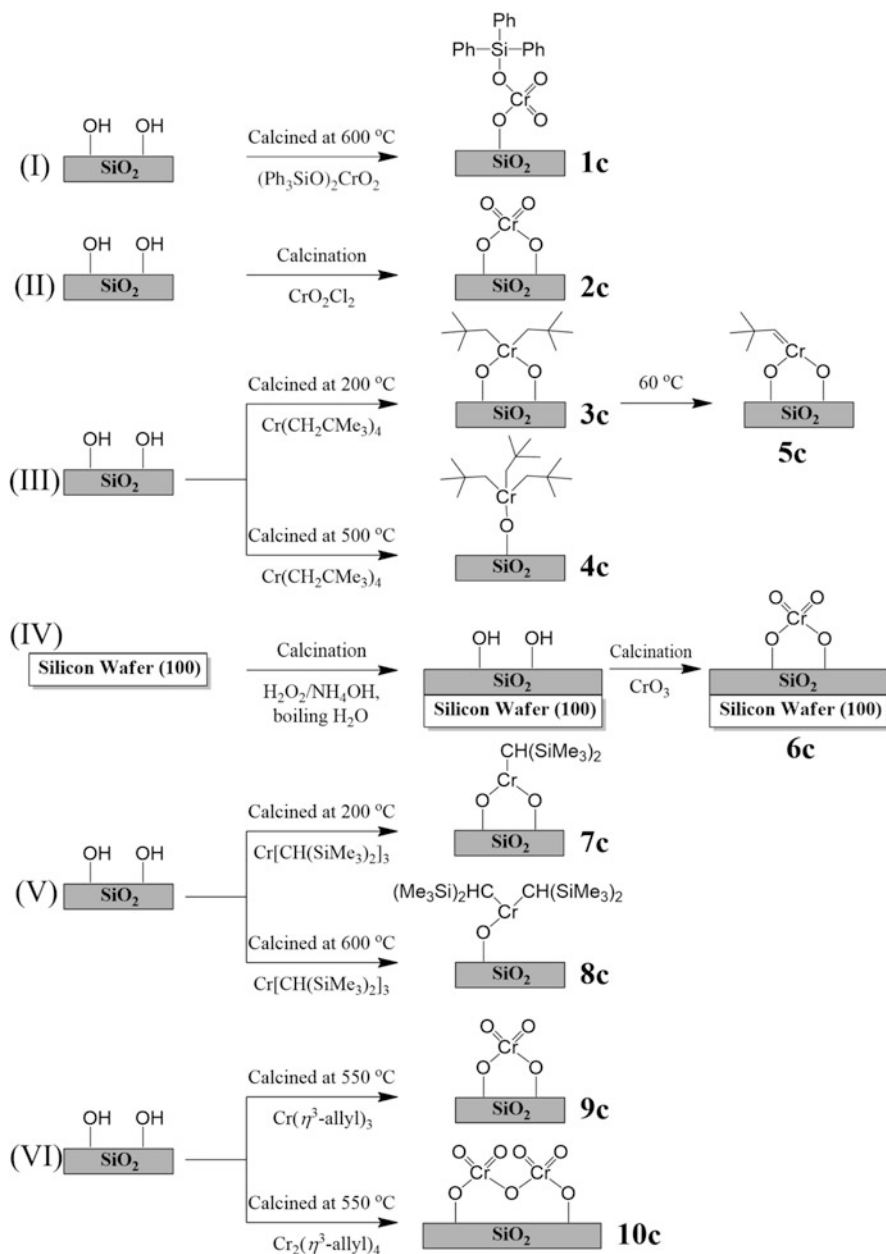 Ph
Ph Si Ph
O O
Cr
O O
OH OH
(I)
SiO₂
Calcined at 600 °C
(Ph₃SiO)₂CrO₂
SiO₂
1c
OH OH
(II)
SiO₂
Calcination
CrO₂Cl₂
O O
Cr
O O
SiO₂
2c
(III)
OH OH
SiO₂
Calcined at 200 °C
Cr(CH₂CMe₃)₄
Cr
O O
SiO₂
3c
60 °C
Cr
O O
SiO₂
5c
Calcined at 500 °C
Cr(CH₂CMe₃)₄
Cr
O
SiO₂
4c
(IV)
Silicon Wafer (100)
Calcination
H₂O₂/NH₄OH,
boiling H₂O
OH OH
SiO₂
Silicon Wafer (100)
Calcination
CrO₃
O O
Cr
O O
SiO₂
Silicon Wafer (100)
6c
(V)
OH OH
SiO₂
Calcined at 200 °C
Cr[CH(SiMe₃)₂]₃
CH(SiMe₃)₂
Cr
O O
SiO₂
7c
Calcined at 600 °C
Cr[CH(SiMe₃)₂]₃
(Me₃Si)₂HC CH(SiMe₃)₂
Cr
O
SiO₂
8c
(VI)
OH OH
SiO₂
Calcined at 550 °C
Cr(η³-allyl)₃
O O
Cr
O O
SiO₂
9c
Calcined at 550 °C
Cr₂(η³-allyl)₄
O O O O
Cr Cr
O O O
SiO₂
10c